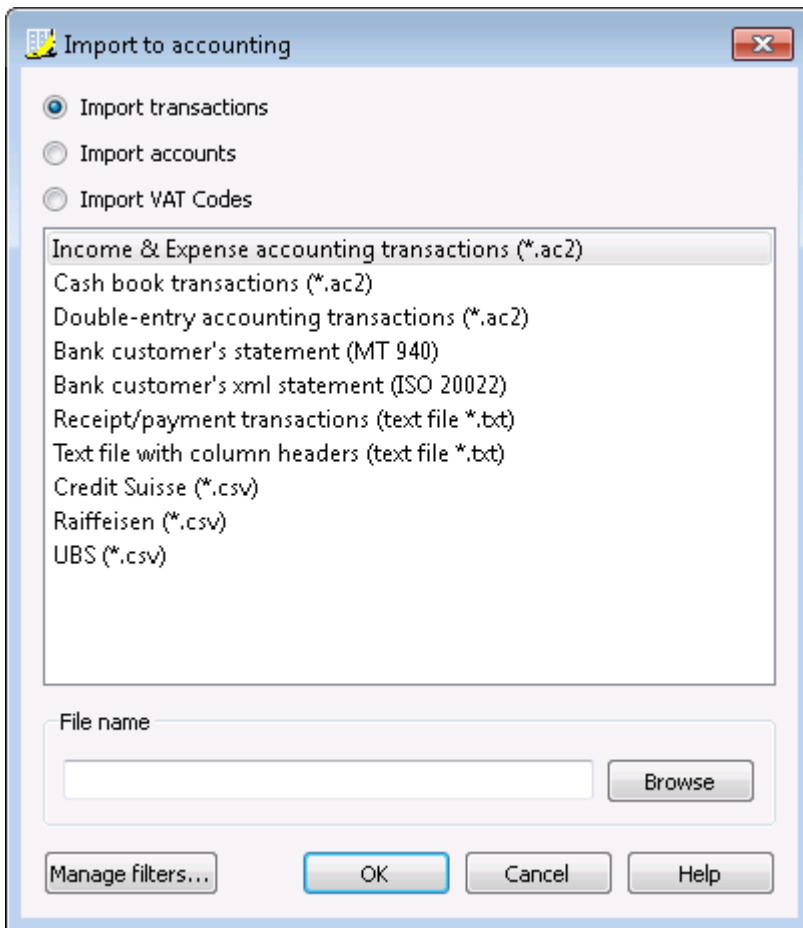 Import to accounting
Import transactions
Import accounts
Import VAT Codes
Income & Expense accounting transactions (*.ac2)
Cash book transactions (*.ac2)
Double-entry accounting transactions (*.ac2)
Bank customer's statement (MT 940)
Bank customer's xml statement (ISO 20022)
Receipt/payment transactions (text file *.txt)
Text file with column headers (text file *.txt)
Credit Suisse (*.csv)
Raiffeisen (*.csv)
UBS (*.csv)
File name
Browse
Manage filters... OK Cancel Help